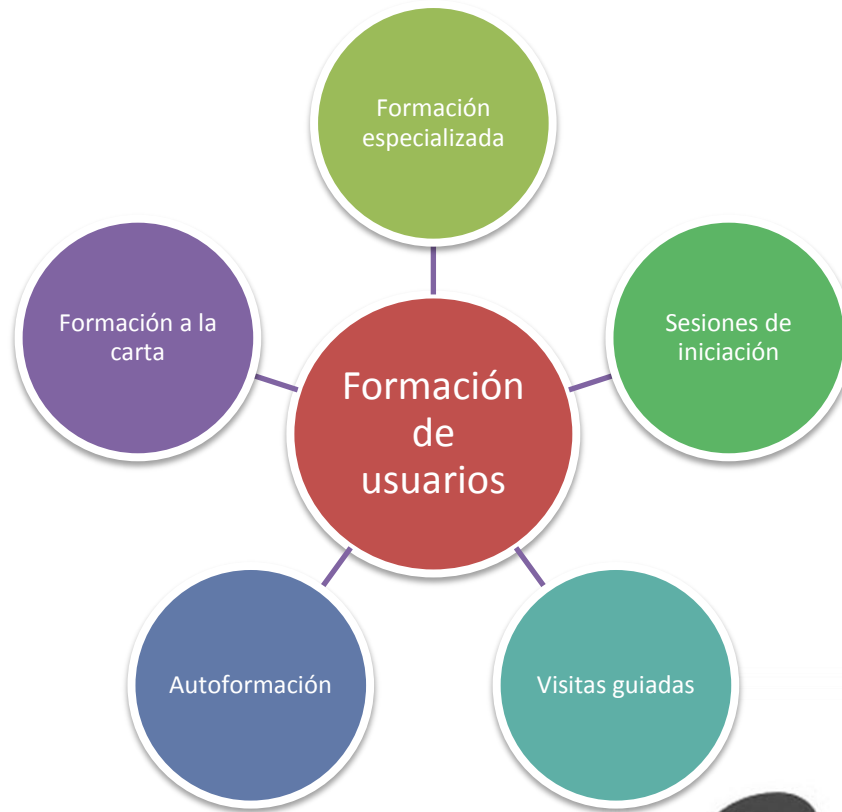 Formación
especializada
Formación a la
carta
Sesiones de
iniciación
Formación
de
usuarios
Autoformación
Visitas guiadas